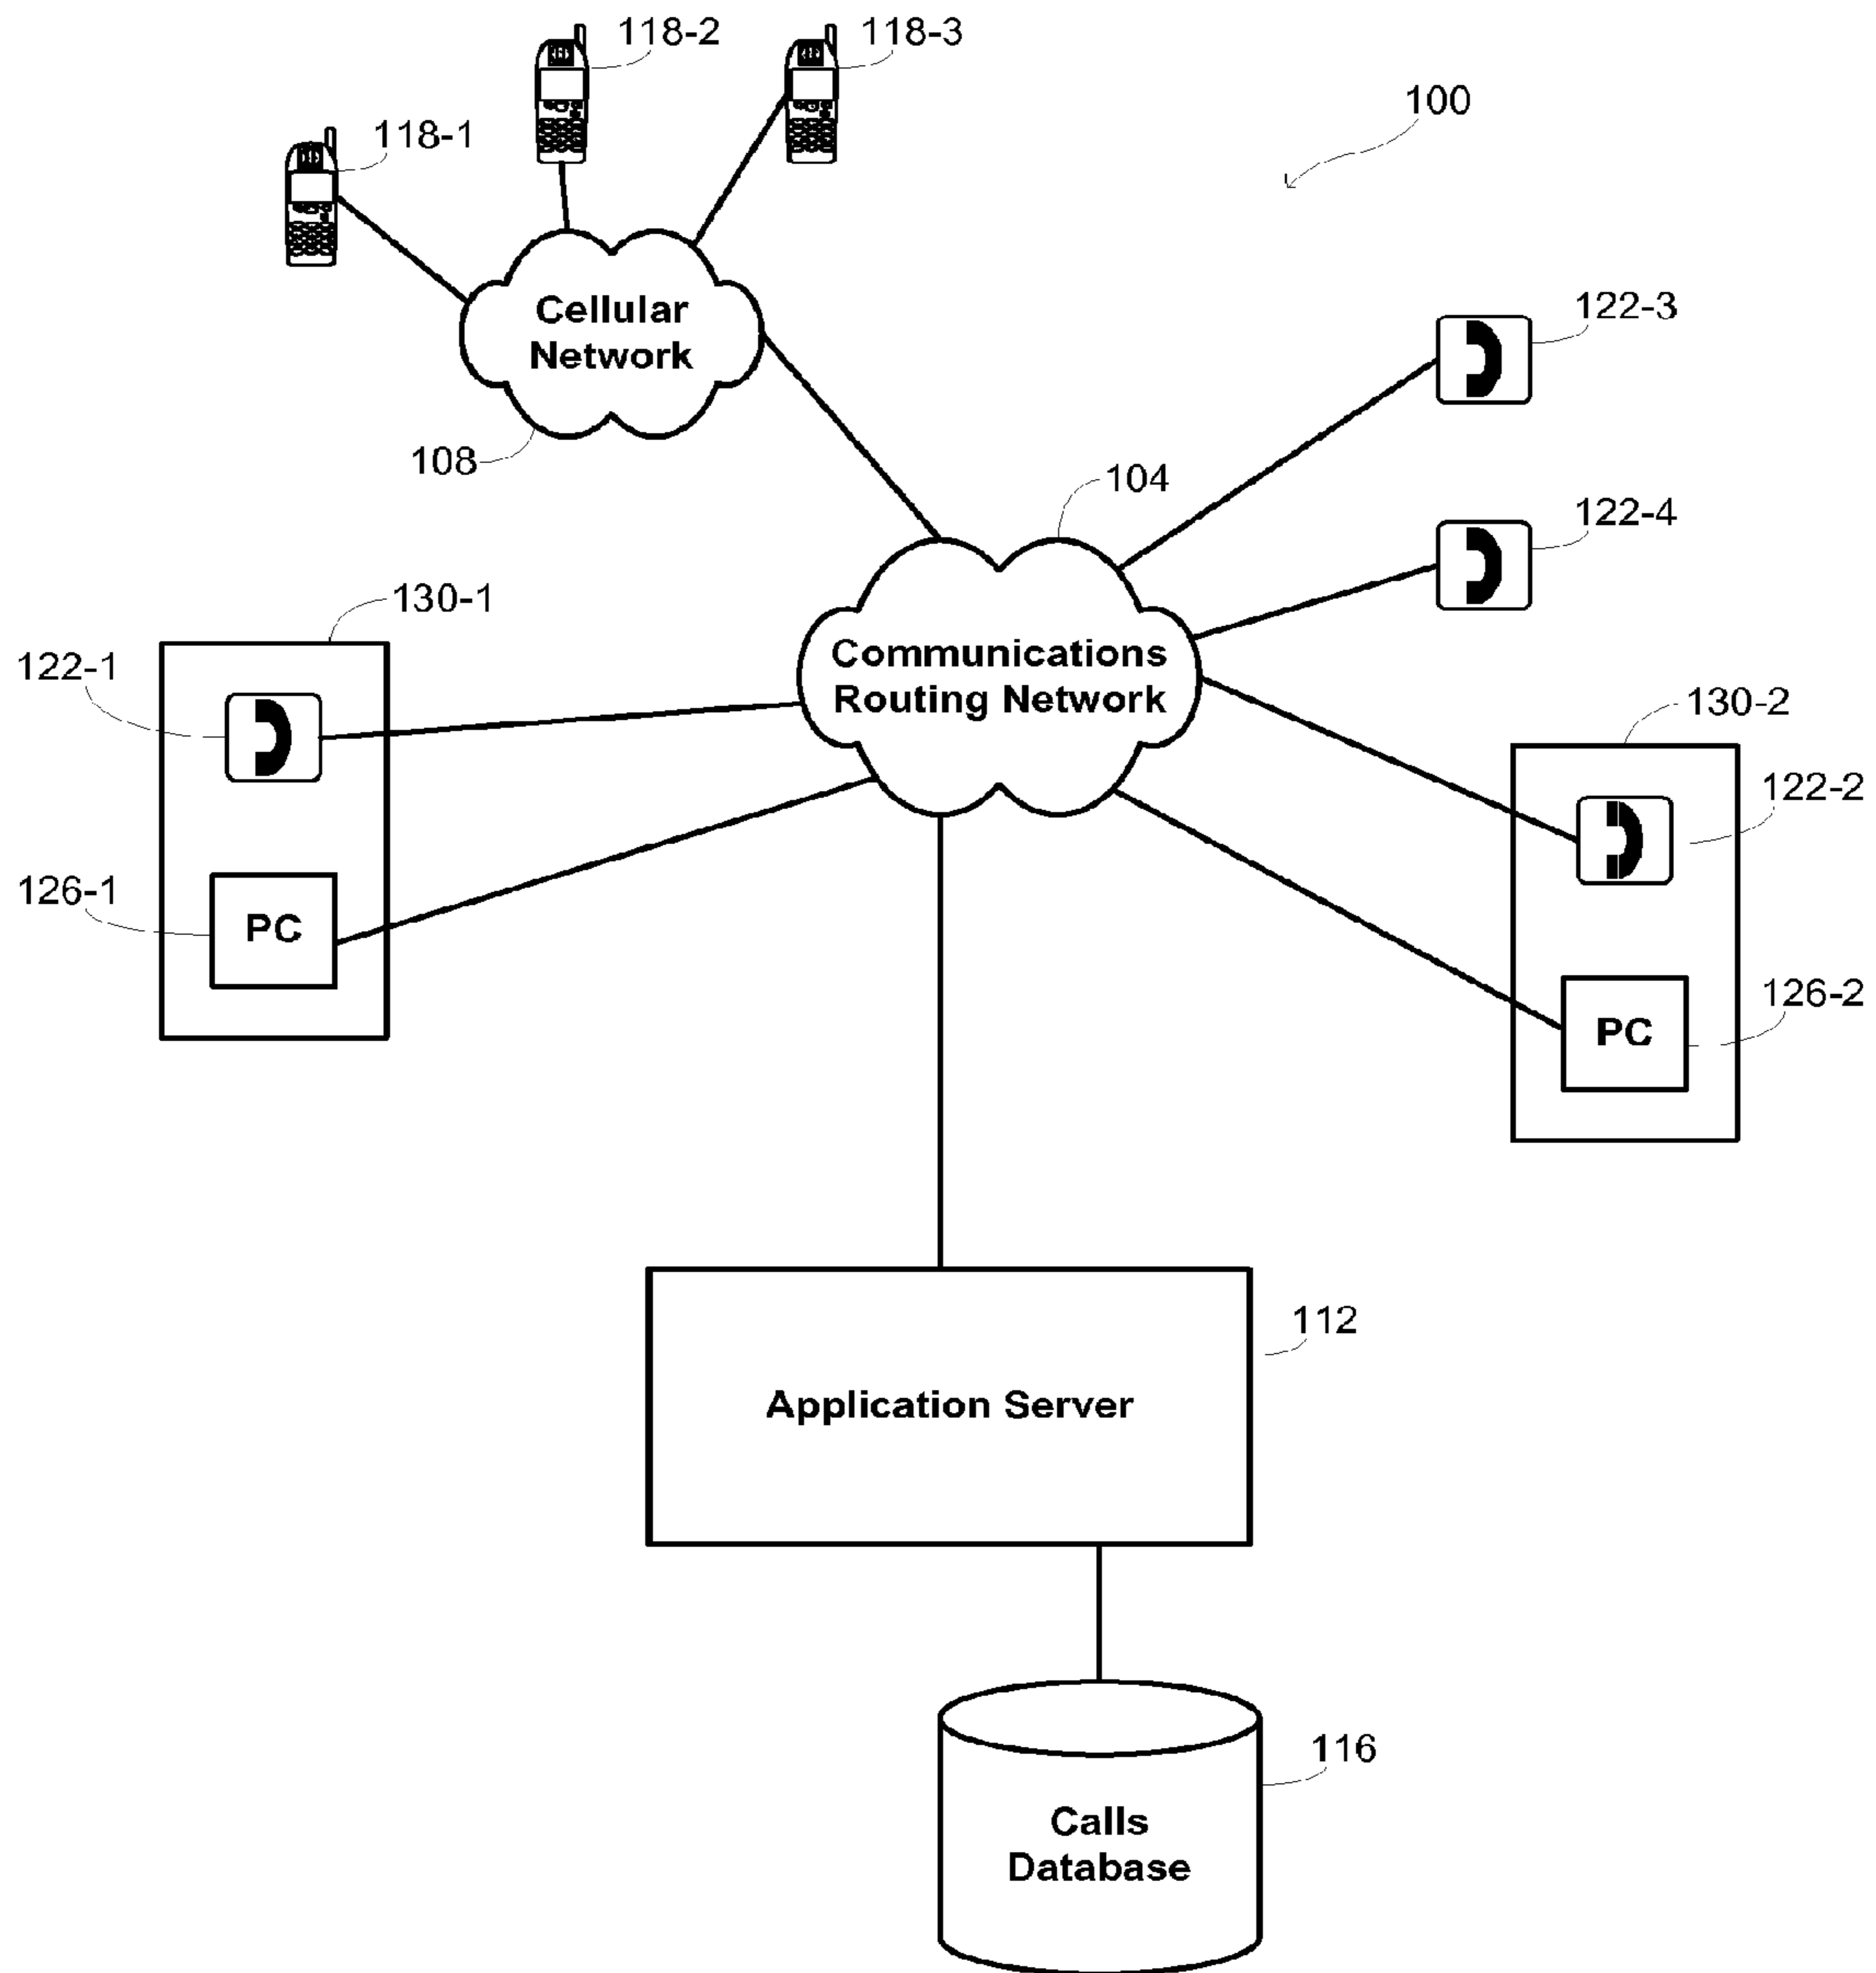 118-2
118-3
100
118-1
122-3
Cellular
Network
108
104
122-4
130-1
122-1
Communications
Routing Network
130-2
122-2
126-1
PC
126-2
PC
112
Application Server
116
Calls
Database